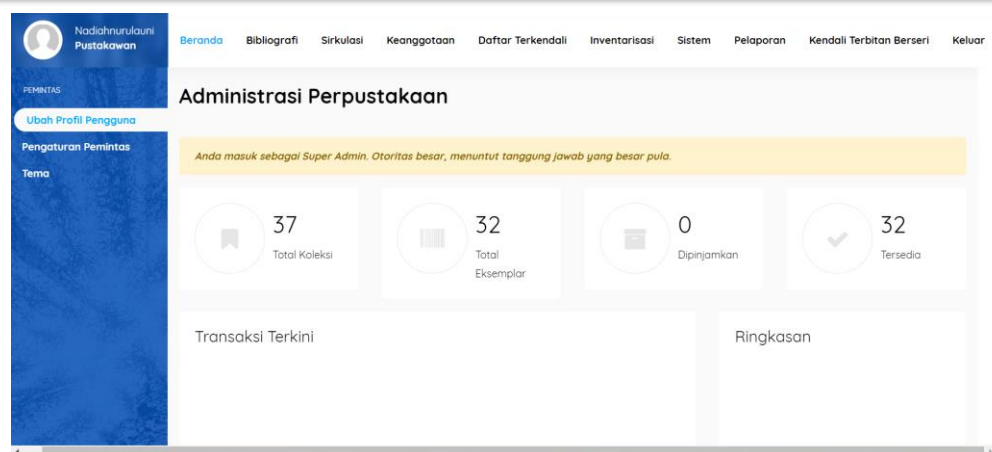 Nadiahnurulauni
Pustakawan
Beranda Bibliografi Sirkulasi Keanggotaan Daftar Terkendali Inventarisasi Sistem Pelaporan Kendali Terbitan Berseri Keluar
PEMINTAS
Ubah Profil Pengguna
Pengaturan Pemintas
Tema
Administrasi Perpustakaan
Anda masuk sebagai Super Admin. Otoritas besar, menuntut tanggung jawab yang besar pula.
37
Total Koleksi
32
Total
Eksemplar
0
Dipinjamkan
32
Tersedia
Transaksi Terkini
Ringkasan